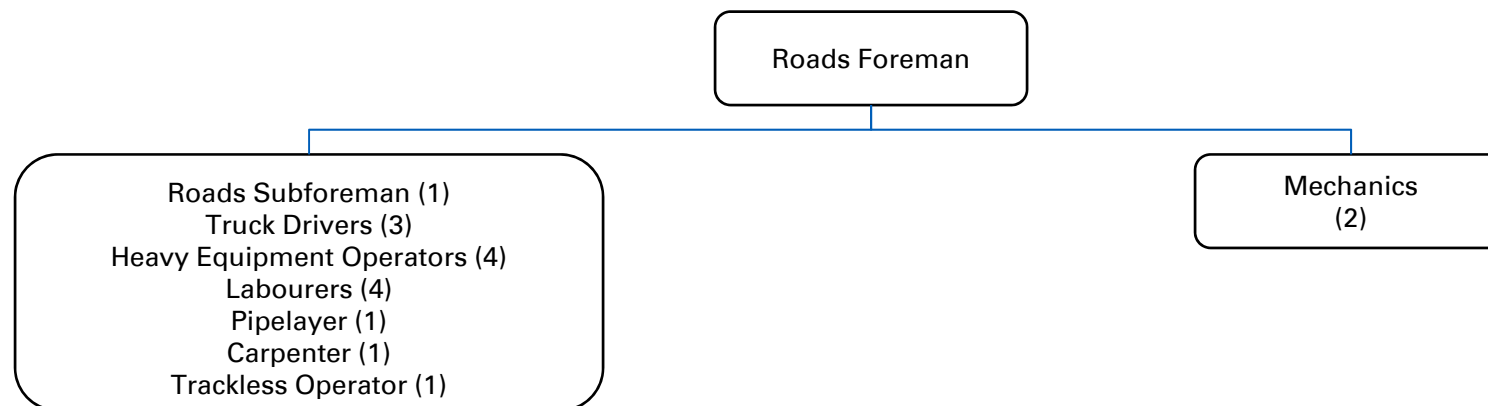 Roads Foreman
Roads Subforeman (1)
Truck Drivers (3)
Heavy Equipment Operators (4)
Labourers (4)
Pipelayer (1)
Carpenter (1)
Trackless Operator (1)
Mechanics
(2)